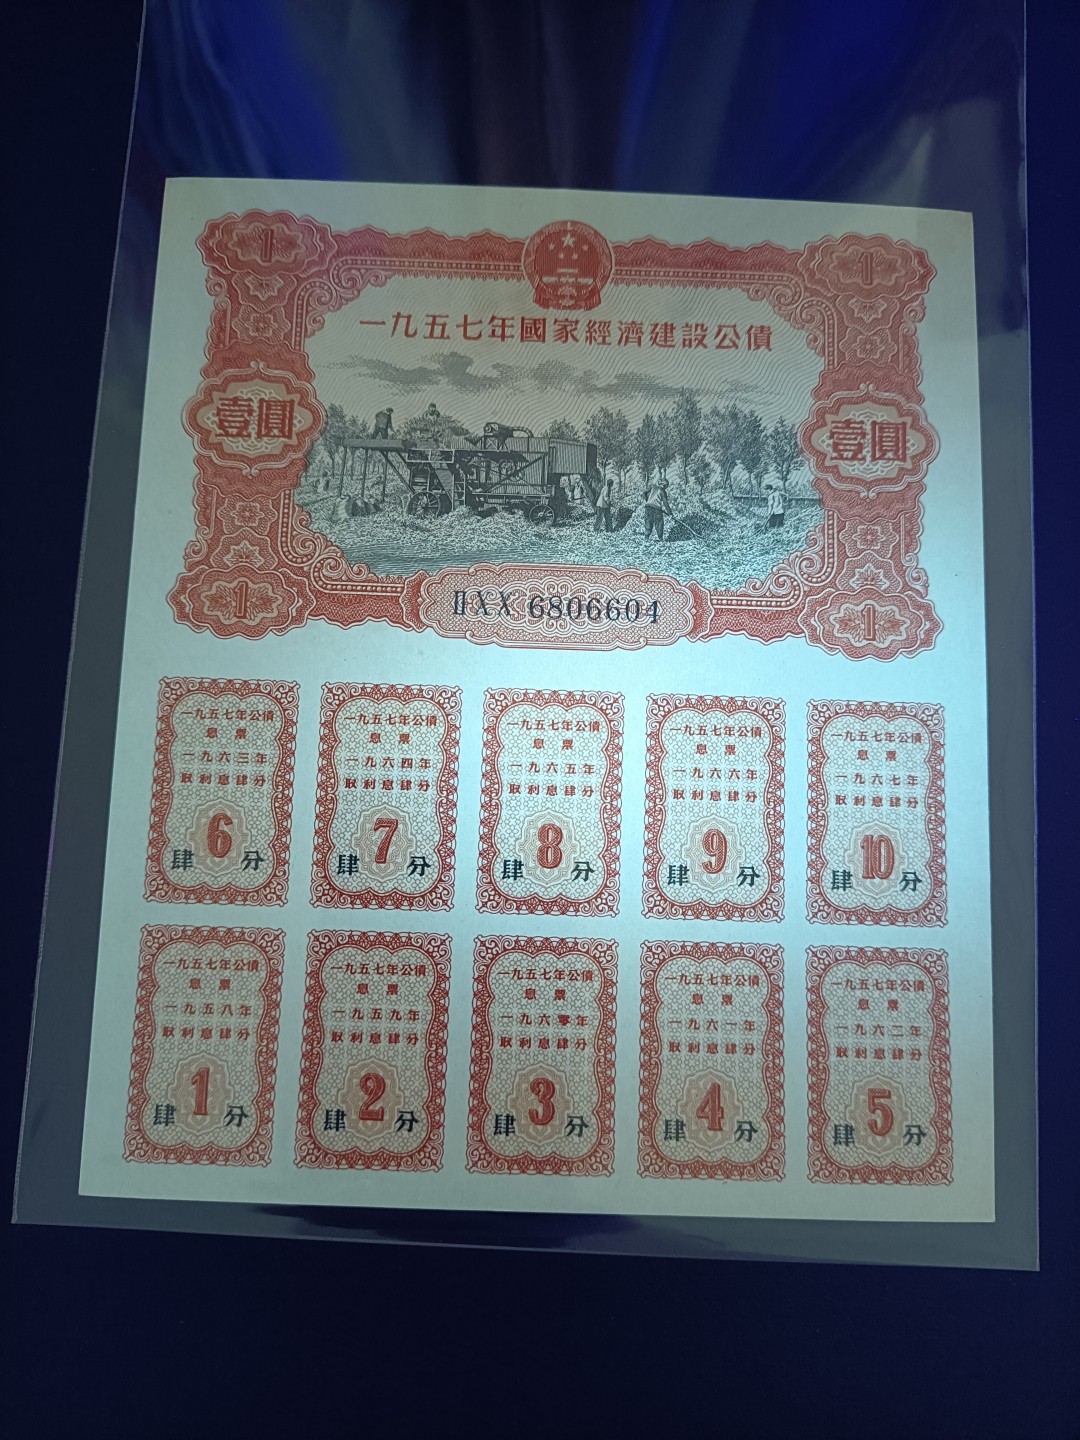 1
1
一九五七年國家經濟建設公債
壹圓
壹圓
1
1
IIXX 6806604
一九五七年公債
息票
一九六三年
取利息肆分
肆 6 分
一九五七年公債
息票
一九六四年
取利息肆分
肆 7 分
一九五七年公債
息票
一九六五年
取利息肆分
肆 8 分
一九五七年公債
息票
一九六六年
取利息肆分
肆 9 分
一九五七年公債
息票
一九六七年
取利息肆分
肆 10 分
一九五七年公債
息票
一九五八年
取利息肆分
肆 1 分
一九五七年公債
息票
一九五九年
取利息肆分
肆 2 分
一九五七年公債
息票
一九六零年
取利息肆分
肆 3 分
一九五七年公債
息票
一九六一年
取利息肆分
肆 4 分
一九五七年公債
息票
一九六二年
取利息肆分
肆 5 分